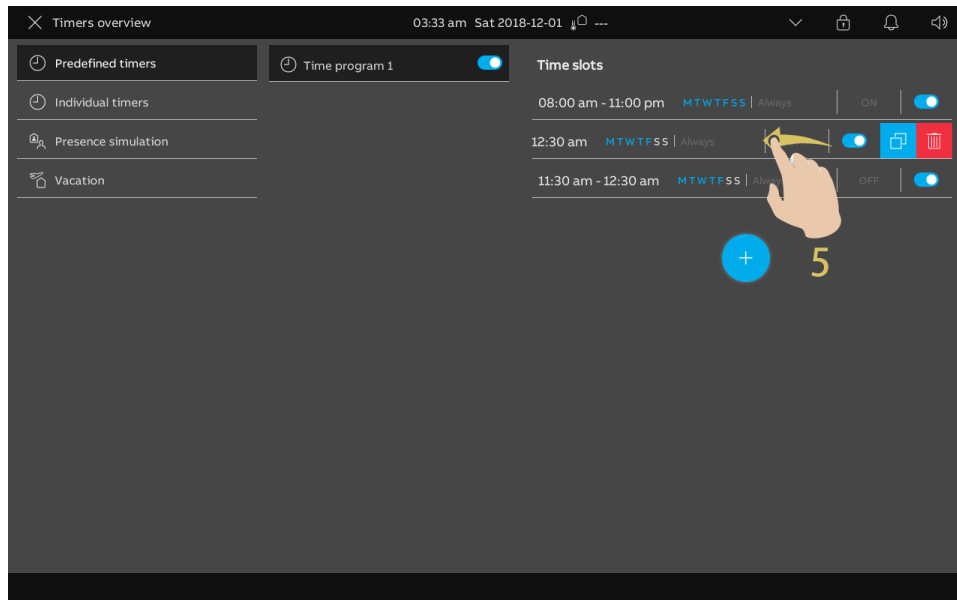 Timers overview
03:33 am Sat 2018-12-01 ---
Predefined timers
Individual timers
Presence simulation
Vacation
Time program 1
Time slots
08:00 am - 11:00 pm MTWTFSS Always ON
12:30 am MTWTFSS Always
11:30 am - 12:30 am MTWTFSS OFF
+
5